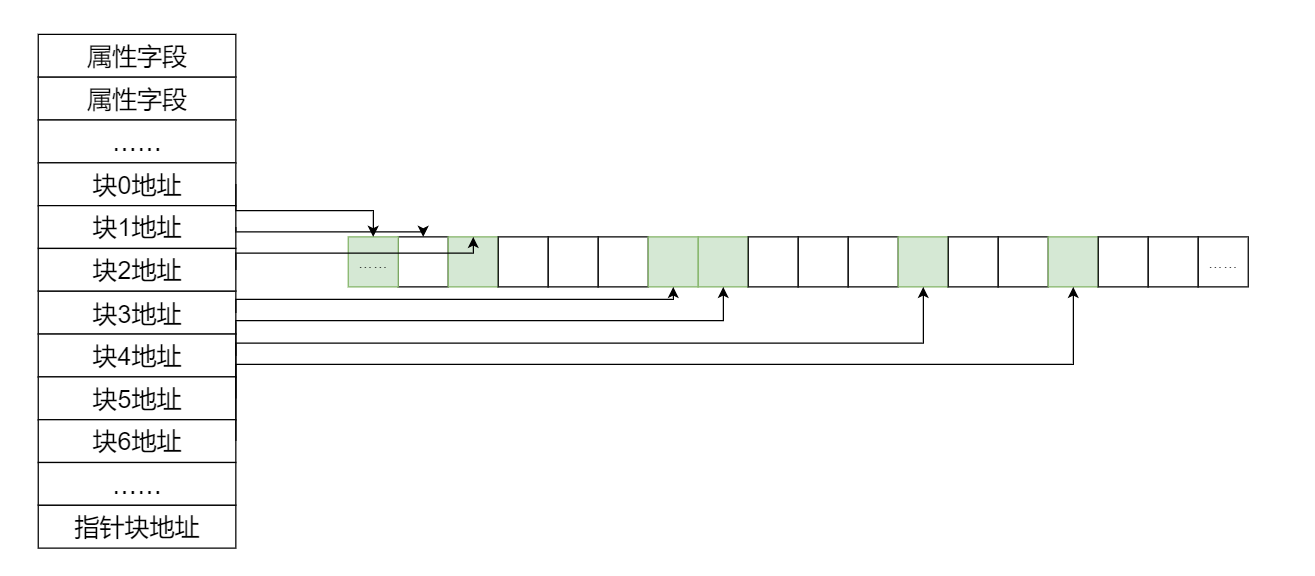 属性字段
属性字段
……
块0地址
块1地址
块2地址
块3地址
块4地址
块5地址
块6地址
……
指针块地址
……
……